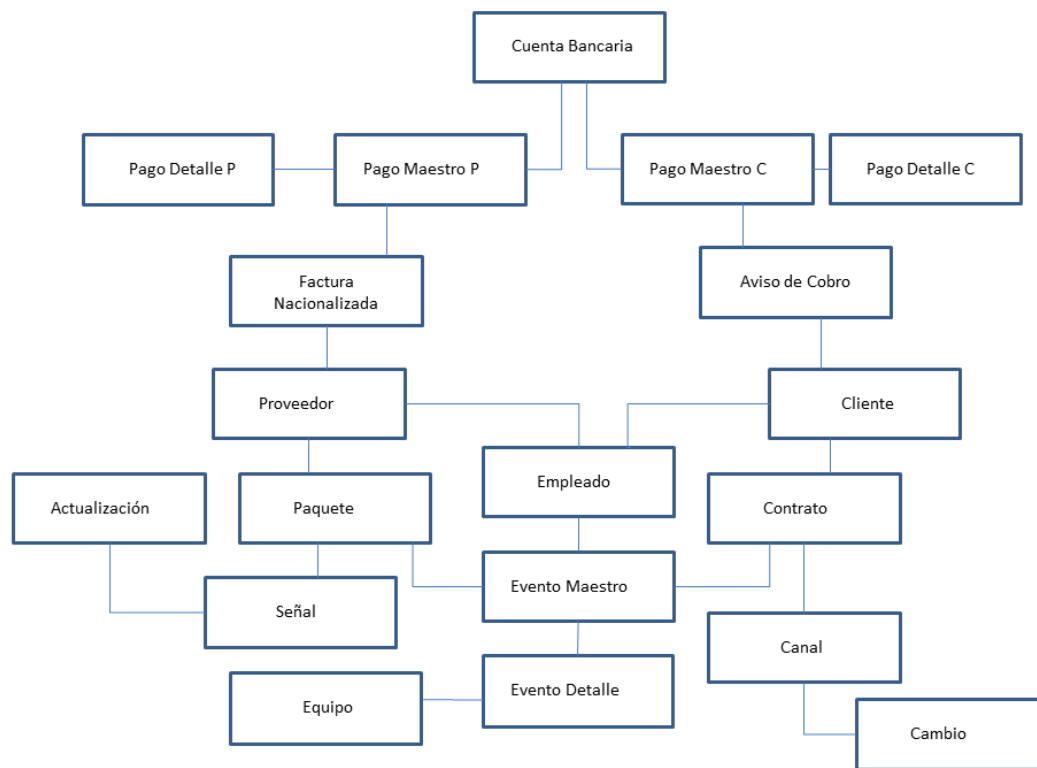 Cuenta Bancaria
Pago Detalle P
Pago Maestro P
Pago Maestro C
Pago Detalle C
Factura
Nacionalizada
Aviso de Cobro
Proveedor
Cliente
Empleado
Actualización
Paquete
Contrato
Evento Maestro
Señal
Canal
Evento Detalle
Equipo
Cambio